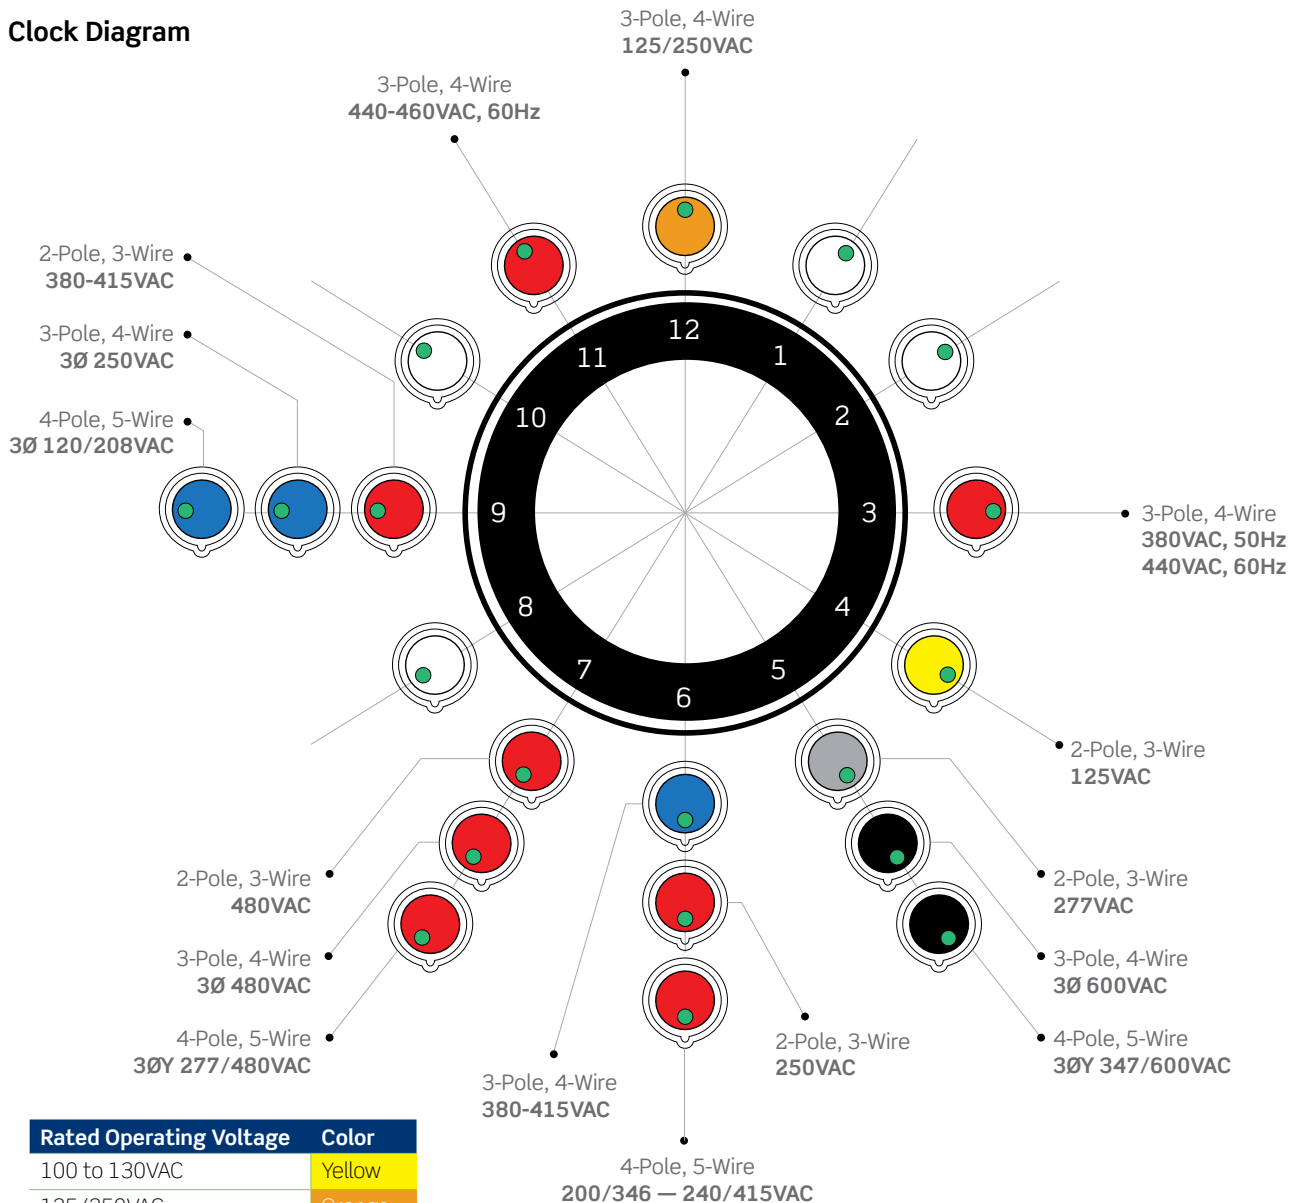 Clock Diagram
3-Pole, 4-Wire
125/250VAC
3-Pole, 4-Wire
440-460VAC, 60Hz
2-Pole, 3-Wire
380-415VAC
3-Pole, 4-Wire
3Ø 250VAC
4-Pole, 5-Wire
3Ø 120/208VAC
12
1
2
3
4
5
6
7
8
9
10
11
3-Pole, 4-Wire
380VAC, 50Hz
440VAC, 60Hz
2-Pole, 3-Wire
125VAC
2-Pole, 3-Wire
277VAC
3-Pole, 4-Wire
3Ø 600VAC
4-Pole, 5-Wire
3ØY 347/600VAC
2-Pole, 3-Wire
250VAC
4-Pole, 5-Wire
200/346 — 240/415VAC
3-Pole, 4-Wire
380-415VAC
2-Pole, 3-Wire
480VAC
3-Pole, 4-Wire
3Ø 480VAC
4-Pole, 5-Wire
3ØY 277/480VAC
Rated Operating Voltage Color
100 to 130VAC Yellow
125/250VAC Orange